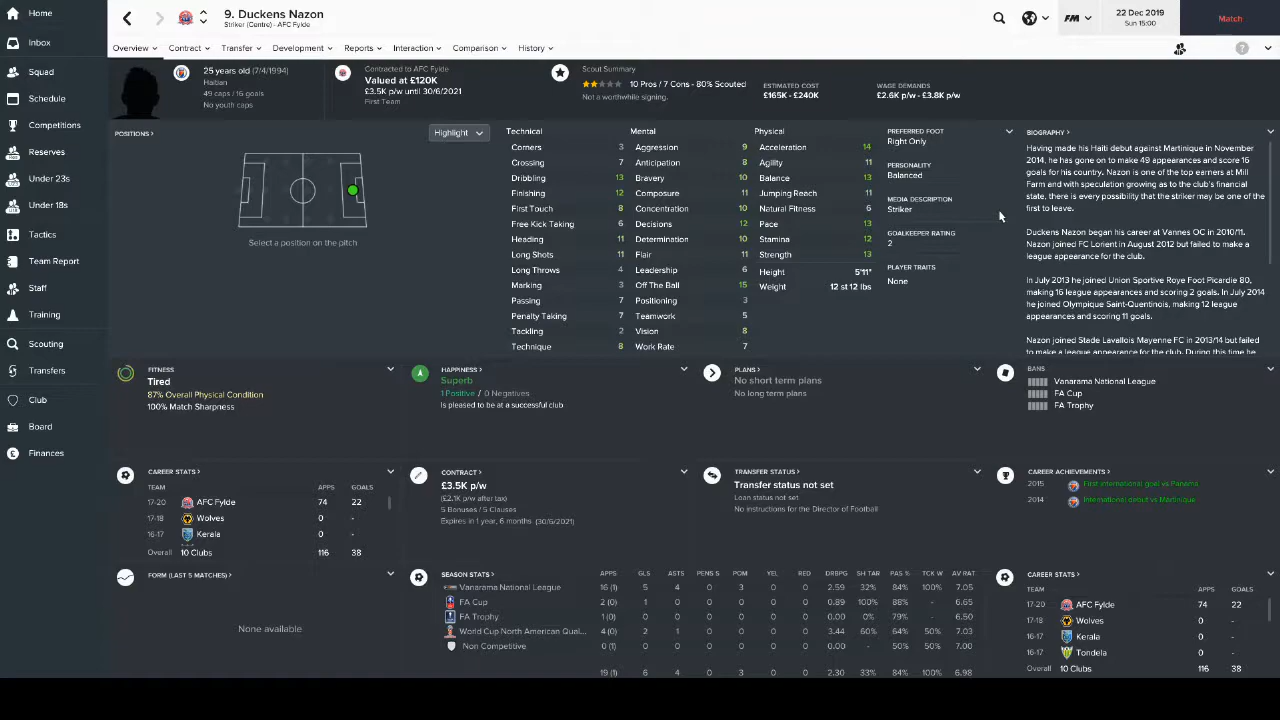 Home
Inbox
Squad
Schedule
Competitions
Reserves
Under 23s
Under 18s
Tactics
Team Report
Staff
Training
Scouting
Transfers
Club
Board
Finances
9. Duckens Nazon
Striker (Centre) - AFC Fylde
FM
22 Dec 2019
Sun 15:00
Match
Overview
Contract
Transfer
Development
Reports
Interaction
Comparison
History
25 years old (7/4/1994)
Haitian
49 caps / 16 goals
No youth caps
Contracted to AFC Fylde
Valued at £120K
£3.5K p/w until 30/6/2021
First Team
Scout Summary
10 Pros / 7 Cons - 80% Scouted
Not a worthwhile signing.
ESTIMATED COST
£165K - £240K
WAGE DEMANDS
£2.6K p/w - £3.8K p/w
POSITIONS >
Select a position on the pitch
Highlight
Technical
Corners 3
Crossing 7
Dribbling 13
Finishing 12
First Touch 8
Free Kick Taking 6
Heading 11
Long Shots 11
Long Throws 4
Marking 3
Passing 7
Penalty Taking 7
Tackling 2
Technique 8
Mental
Aggression 9
Anticipation 8
Bravery 10
Composure 11
Concentration 10
Decisions 12
Determination 10
Flair 11
Leadership 6
Off The Ball 15
Positioning 3
Teamwork 5
Vision 8
Work Rate 7
Physical
Acceleration 14
Agility 11
Balance 13
Jumping Reach 11
Natural Fitness 6
Pace 13
Stamina 12
Strength 13
Height 5'11"
Weight 12 st 12 lbs
PREFERRED FOOT
Right Only
PERSONALITY
Balanced
MEDIA DESCRIPTION
Striker
GOALKEEPER RATING
2
PLAYER TRAITS
None
BIOGRAPHY >
Having made his Haiti debut against Martinique in November
2014, he has gone on to make 49 appearances and score 16
goals for his country. Nazon is one of the top earners at Mill
Farm and with speculation growing as to the club's financial
state, there is every possibility that the striker may be one of the
first to leave.
Duckens Nazon began his career at Vannes OC in 2010/11.
Nazon joined FC Lorient in August 2012 but failed to make a
league appearance for the club.
In July 2013 he joined Union Sportive Roye Foot Picardie 80,
making 16 league appearances and scoring 2 goals. In July 2014
he joined Olympique Saint-Quentinois, making 12 league
appearances and scoring 11 goals.
Nazon joined Stade Lavallois Mayenne FC in 2013/14 but failed
to make a league appearance for the club. During this time he
FITNESS
Tired
87% Overall Physical Condition
100% Match Sharpness
HAPPINESS >
Superb
1 Positive / 0 Negatives
Is pleased to be at a successful club
PLANS >
No short term plans
No long term plans
BANS
Vanarama National League
FA Cup
FA Trophy
CAREER STATS >
TEAM APPS GOALS
17-20 AFC Fylde 74 22
17-18 Wolves 0 -
16-17 Kerala 0 -
Overall 10 Clubs 116 38
CONTRACT >
£3.5K p/w
(£2.1K p/w after tax)
5 Bonuses / 5 Clauses
Expires in 1 year, 6 months (30/6/2021)
TRANSFER STATUS >
Transfer status not set
Loan status not set
No instructions for the Director of Football
CAREER ACHIEVEMENTS >
2015 First international goal vs Panama
2014 International debut vs Martinique
FORM (LAST 5 MATCHES) >
None available
SEASON STATS > APPS GLS ASTS PENS S POM YEL RED DRBPG SH TAR PAS % TCK W AV RAT
Vanarama National League 16 (1) 5 4 0 3 0 0 2.59 32% 84% 100% 7.05
FA Cup 2 (0) 1 0 0 0 0 0 0.89 100% 88% - 6.65
FA Trophy 1 (0) 0 0 0 0 0 0 0.00 0% 79% - 6.50
World Cup North American Qual... 4 (0) 2 1 0 0 0 0 3.44 60% 64% 50% 7.03
Non Competitive 0 (1) 0 0 0 0 0 0 0.00 - 50% 50% 7.00
19 (1) 6 4 0 3 0 0 2.30 33% 84% 100% 6.98
CAREER STATS >
TEAM APPS GOALS
17-20 AFC Fylde 74 22
17-18 Wolves 0 -
16-17 Kerala 0 -
16-17 Tondela 0 -
Overall 10 Clubs 116 38